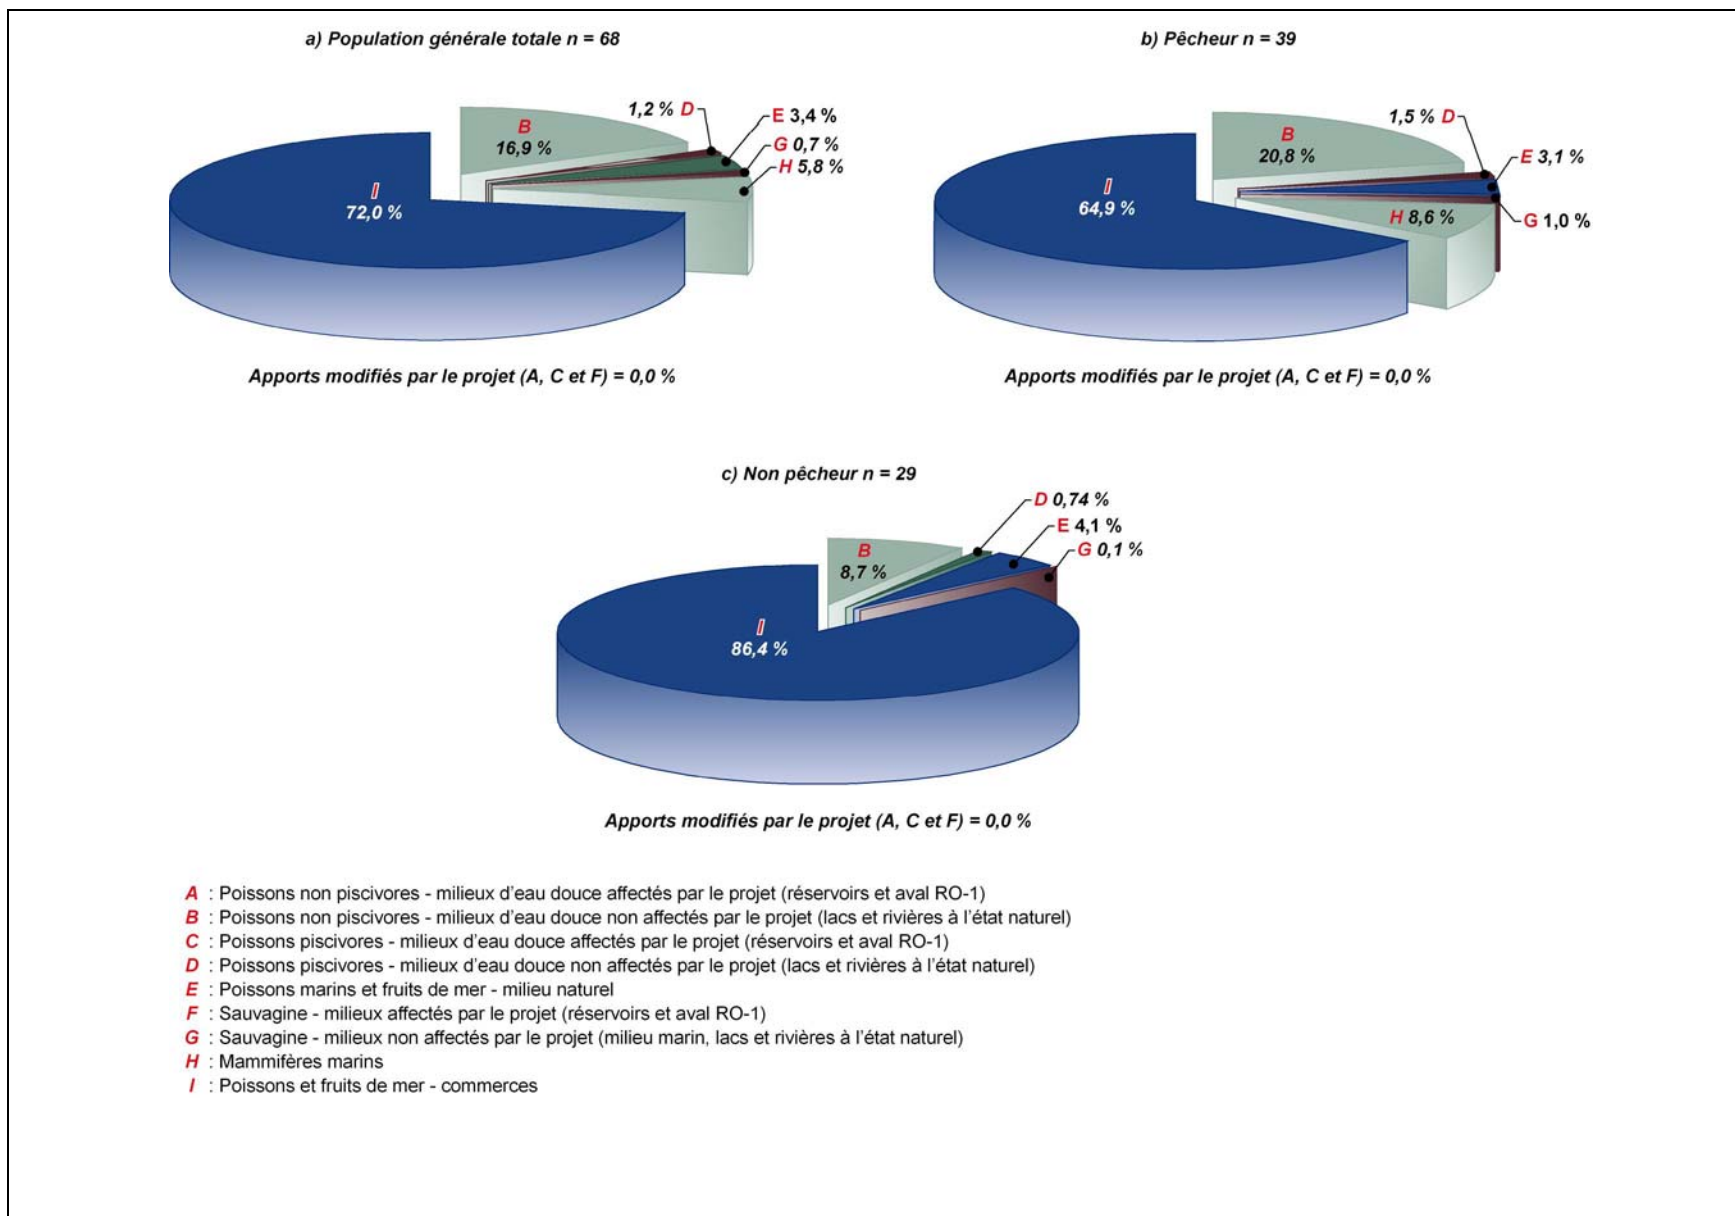 a) Population générale totale n = 68
B
16,9 %
1,2 % D
E 3,4 %
G 0,7 %
H 5,8 %
I
72,0 %
Apports modifiés par le projet (A, C et F) = 0,0 %
b) Pêcheur n = 39
B
20,8 %
1,5 % D
E 3,1 %
G 1,0 %
H 8,6 %
I
64,9 %
Apports modifiés par le projet (A, C et F) = 0,0 %
c) Non pêcheur n = 29
B
8,7 %
D 0,74 %
E 4,1 %
G 0,1 %
I
86,4 %
Apports modifiés par le projet (A, C et F) = 0,0 %
A : Poissons non piscivores - milieux d'eau douce affectés par le projet (réservoirs et aval RO-1)
B : Poissons non piscivores - milieux d'eau douce non affectés par le projet (lacs et rivières à l'état naturel)
C : Poissons piscivores - milieux d'eau douce affectés par le projet (réservoirs et aval RO-1)
D : Poissons piscivores - milieux d'eau douce non affectés par le projet (lacs et rivières à l'état naturel)
E : Poissons marins et fruits de mer - milieu naturel
F : Sauvagine - milieux affectés par le projet (réservoirs et aval RO-1)
G : Sauvagine - milieux non affectés par le projet (milieu marin, lacs et rivières à l'état naturel)
H : Mammifères marins
I : Poissons et fruits de mer - commerces